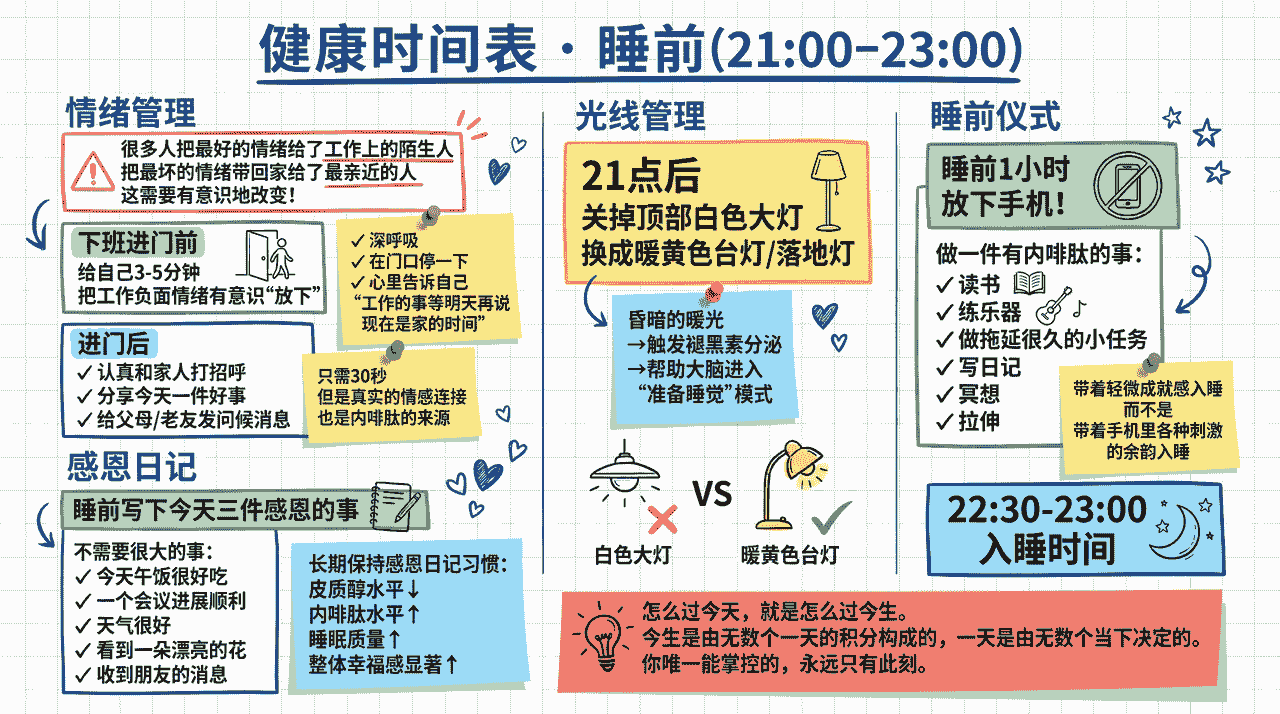 健康时间表·睡前(21:00-23:00)
情绪管理
很多人把最好的情绪给了工作上的陌生人
把最坏的情绪带回家给了最亲近的人
这需要有意识地改变！
下班进门前
给自己3-5分钟
把工作负面情绪有意识“放下”
✓深呼吸
✓在门口停一下
✓心里告诉自己
“工作的事等明天再说
现在是家的时间”
进门后
✓认真和家人打招呼
✓分享今天一件好事
✓给父母/老友发问候消息
只需30秒
但是真实的情感连接
也是内啡肽的来源
感恩日记
睡前写下今天三件感恩的事
不需要很大的事：
✓今天午饭很好吃
✓一个会议进展顺利
✓天气很好
✓看到一朵漂亮的花
✓收到朋友的消息
长期保持感恩日记习惯：
皮质醇水平↓
内啡肽水平↑
睡眠质量↑
整体幸福感显著↑
光线管理
21点后
关掉顶部白色大灯
换成暖黄色台灯/落地灯
昏暗的暖光
→触发褪黑素分泌
→帮助大脑进入
“准备睡觉”模式
VS
白色大灯
暖黄色台灯
睡前仪式
睡前1小时
放下手机！
做一件有内啡肽的事：
✓读书
✓练乐器
✓做拖延很久的小任务
✓写日记
✓冥想
✓拉伸
带着轻微成就感入睡
而不是
带着手机里各种刺激
的余韵入睡
22:30-23:00
入睡时间
怎么过今天，就是怎么过今生。
今生是由无数个一天的积分构成的，一天是由无数个当下决定的。
你唯一能掌控的，永远只有此刻。